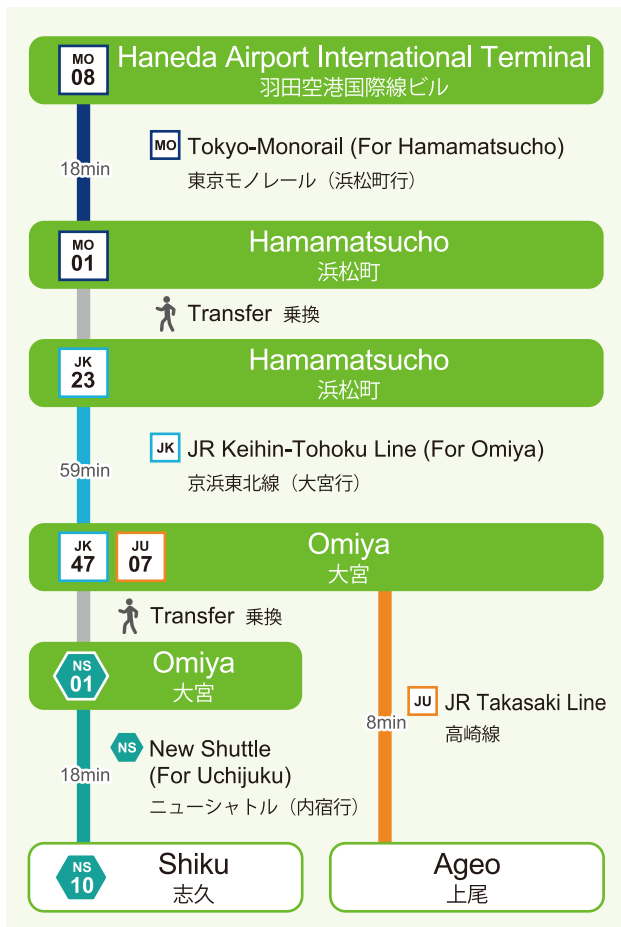 MO
08
Haneda Airport International Terminal
羽田空港国際線ビル
18min
MO
Tokyo-Monorail (For Hamamatsucho)
東京モノレール（浜松町行）
MO
01
Hamamatsucho
浜松町
Transfer 乗換
JK
23
Hamamatsucho
浜松町
59min
JK
JR Keihin-Tohoku Line (For Omiya)
京浜東北線（大宮行）
JK
47
JU
07
Omiya
大宮
Transfer 乗換
NS
01
Omiya
大宮
18min
NS
New Shuttle
(For Uchijuku)
ニューシャトル（内宿行）
8min
JU
JR Takasaki Line
高崎線
NS
10
Shiku
志久
Ageo
上尾